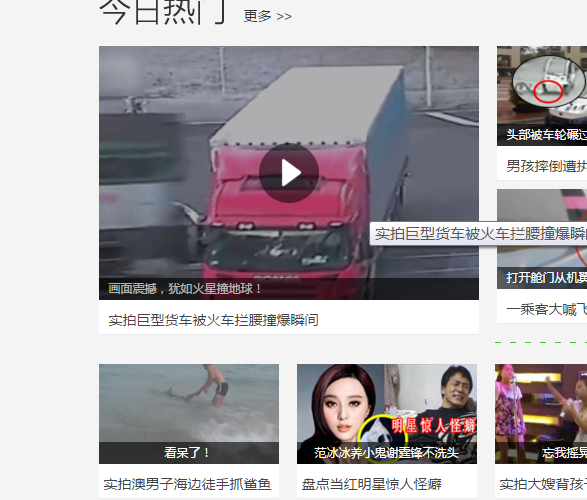 今日热门
更多 >>
画面震撼，犹如火星撞地球！
实拍巨型货车被火车拦腰撞爆瞬间
实拍巨型货车被火车拦腰撞爆瞬
头部被车轮碾过
男孩摔倒遭
打开舱门从机翼
一乘客大喊飞
看呆了！
实拍澳男子海边徒手抓鲨鱼
明星惊人怪癖
范冰冰养小鬼谢霆锋不洗头
盘点当红明星惊人怪癖
忘我摇晃
实拍大嫂背孩